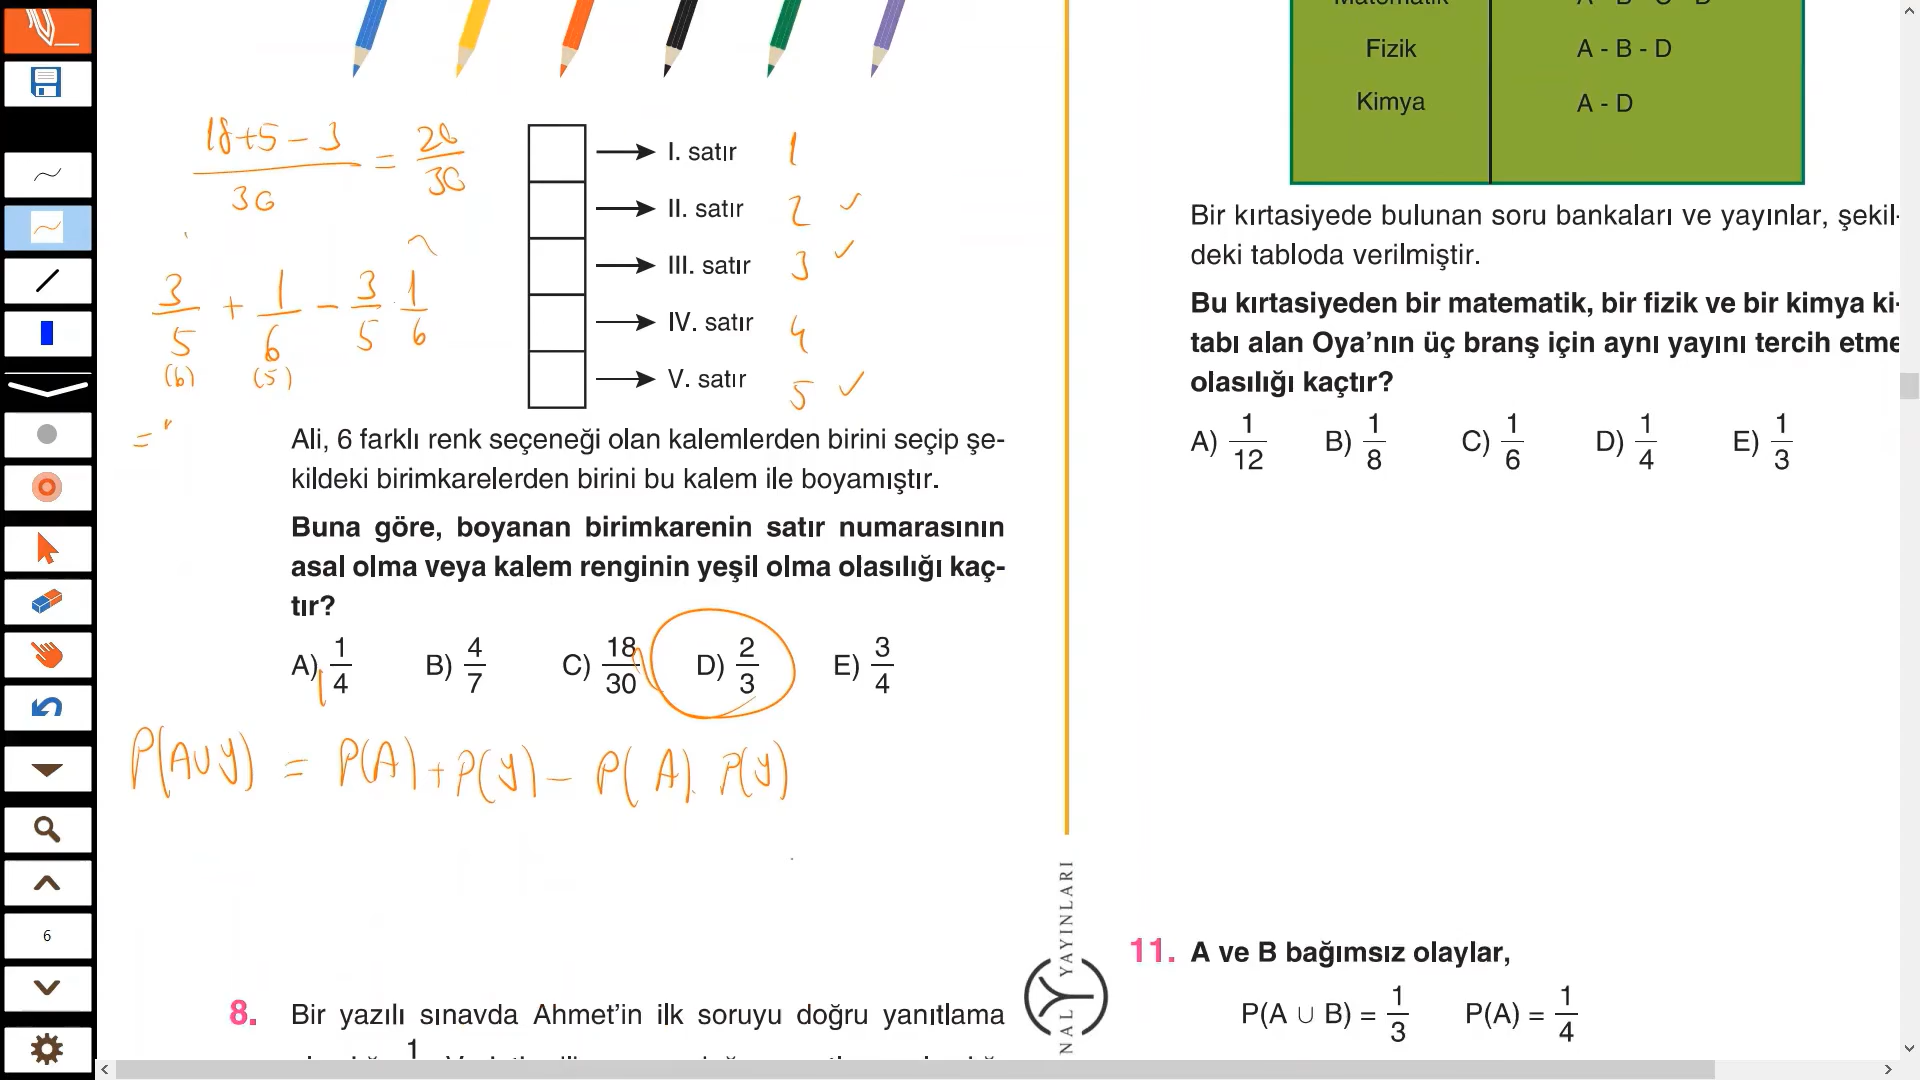 18+5-3 / 30 = 20/30
3/5 + 1/6 - 3/5 . 1/6
(6) (5)
="
I. satır 1
II. satır 2 ✓
III. satır 3 ✓
IV. satır 4
V. satır 5 ✓
Ali, 6 farklı renk seçeneği olan kalemlerden birini seçip şe-
kildeki birimkarelerden birini bu kalem ile boyamıştır.
Buna göre, boyanan birimkarenin satır numarasının
asal olma veya kalem renginin yeşil olma olasılığı kaç-
tır?
A) 1/4 B) 4/7 C) 18/30 D) 2/3 E) 3/4
P(A∪Y) = P(A) + P(Y) - P(A). P(Y)
8. Bir yazılı sınavda Ahmet'in ilk soruyu doğru yanıtlama
1
NAL YAYINLARI
Fizik A - B - D
Kimya A - D
Bir kırtasiyede bulunan soru bankaları ve yayınlar, şekil-
deki tabloda verilmiştir.
Bu kırtasiyeden bir matematik, bir fizik ve bir kimya ki-
tabı alan Oya'nın üç branş için aynı yayını tercih etme
olasılığı kaçtır?
A) 1/12 B) 1/8 C) 1/6 D) 1/4 E) 1/3
11. A ve B bağımsız olaylar,
P(A ∪ B) = 1/3 P(A) = 1/4
6